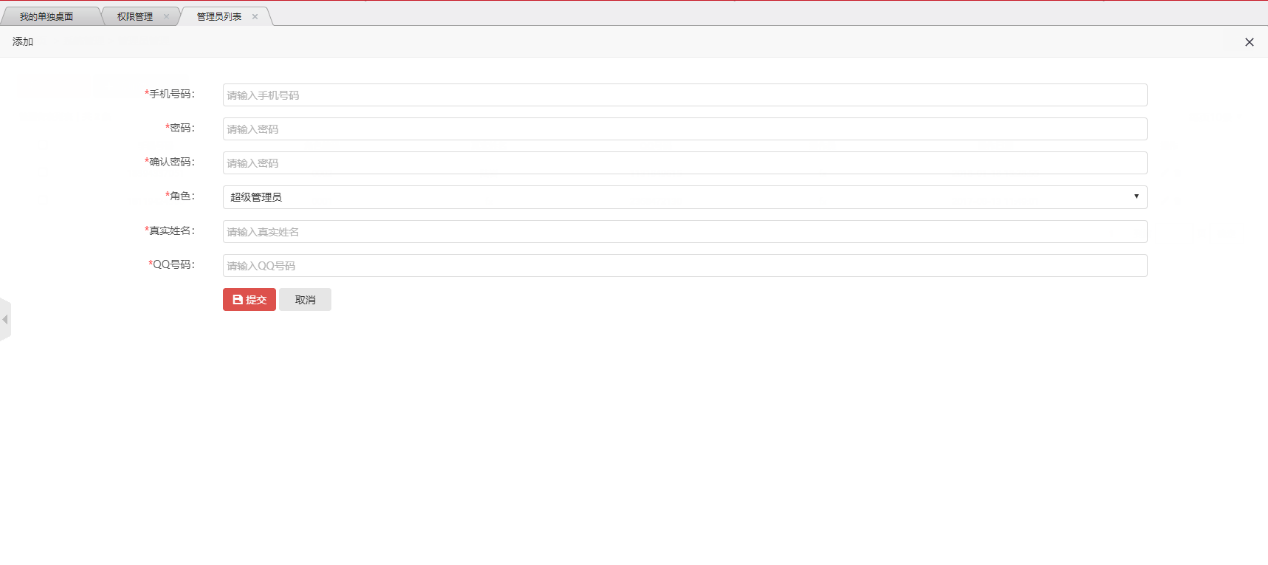 我的单独桌面 权限管理 管理员列表
添加
*手机号码： 请输入手机号码
*密码： 请输入密码
*确认密码： 请输入密码
*角色： 超级管理员
*真实姓名： 请输入真实姓名
*QQ号码： 请输入QQ号码
提交 取消